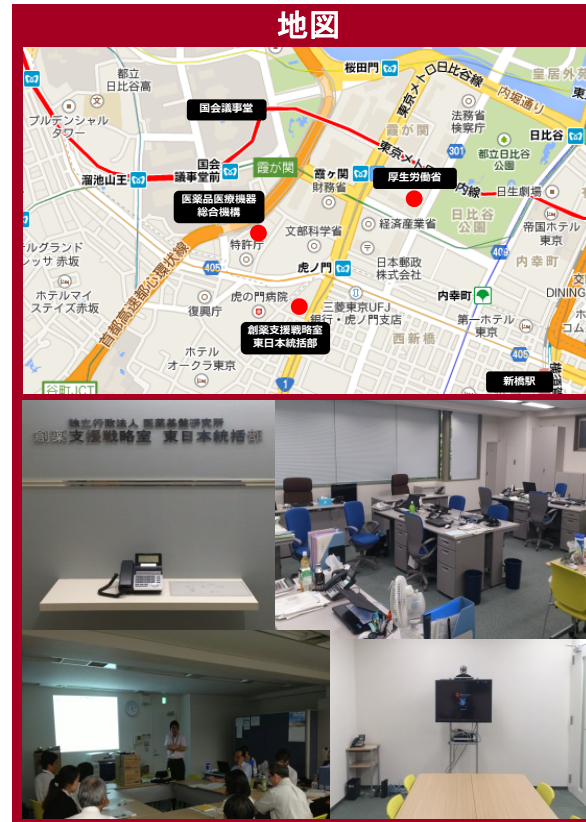 地図
桜田門
皇居外苑
都立
日比谷高
東京メトロ日比谷線
内堀通り
プルデンシャル
タワー
国会議事堂
霞が関
法務省
検察庁
日比谷
国会
議事堂前
霞が関
霞ヶ関
301
都立日比谷
公園
溜池山王
財務省
厚生労働省
内線
日生劇場
医薬品医療機器
総合機構
文部科学省
経済産業省
日比谷
公園
帝国ホテル
東京
特許庁
409
405
虎ノ門
日本郵政
株式会社
内幸町
首都高速都心環状線
ホテルマイ
ステイズ赤坂
復興庁
虎の門病院
内幸町
DINING
三菱東京UFJ
銀行・虎ノ門支店
第一ホテル
東京
創薬支援戦略室
東日本統括部
西新橋
405
ホテル
オークラ東京
1
新橋駅
谷町JCT
独立行政法人 医薬基盤研究所
創薬支援戦略室 東日本統括部